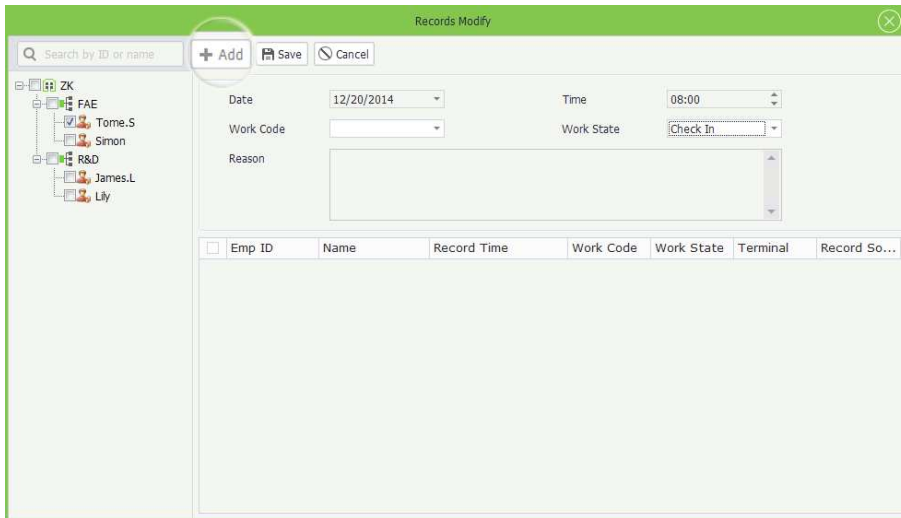 Records Modify
Search by ID or name
Add Save Cancel
ZK
FAE
Tome.S
Simon
R&D
James.L
Lily
Date 12/20/2014 Time 08:00
Work Code Work State Check In
Reason
Emp ID Name Record Time Work Code Work State Terminal Record So...